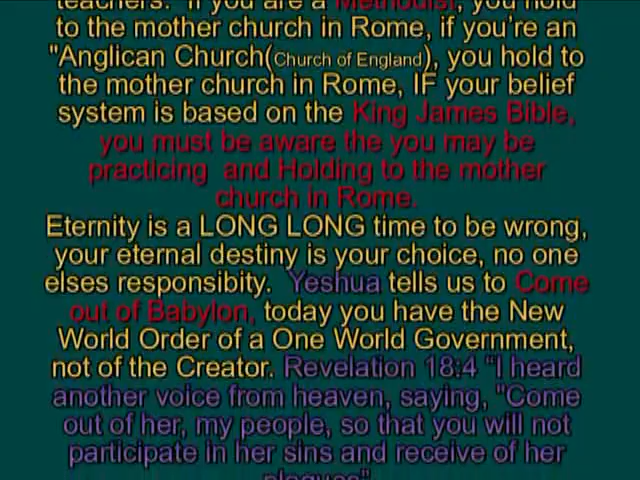 teachers. If you are a Methodist, you hold
to the mother church in Rome, if you're an
"Anglican Church(Church of England), you hold to
the mother church in Rome, IF your belief
system is based on the King James Bible,
you must be aware the you may be
practicing and Holding to the mother
church in Rome.
Eternity is a LONG LONG time to be wrong,
your eternal destiny is your choice, no one
elses responsibity. Yeshua tells us to Come
out of Babylon, today you have the New
World Order of a One World Government,
not of the Creator. Revelation 18:4 "I heard
another voice from heaven, saying, "Come
out of her, my people, so that you will not
participate in her sins and receive of her
plagues"